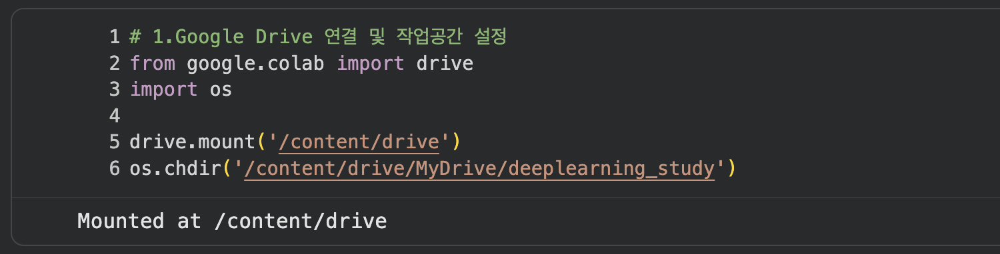 1 # 1.Google Drive 연결 및 작업공간 설정
2 from google.colab import drive
3 import os
4
5 drive.mount('/content/drive')
6 os.chdir('/content/drive/MyDrive/deeplearning_study')
Mounted at /content/drive